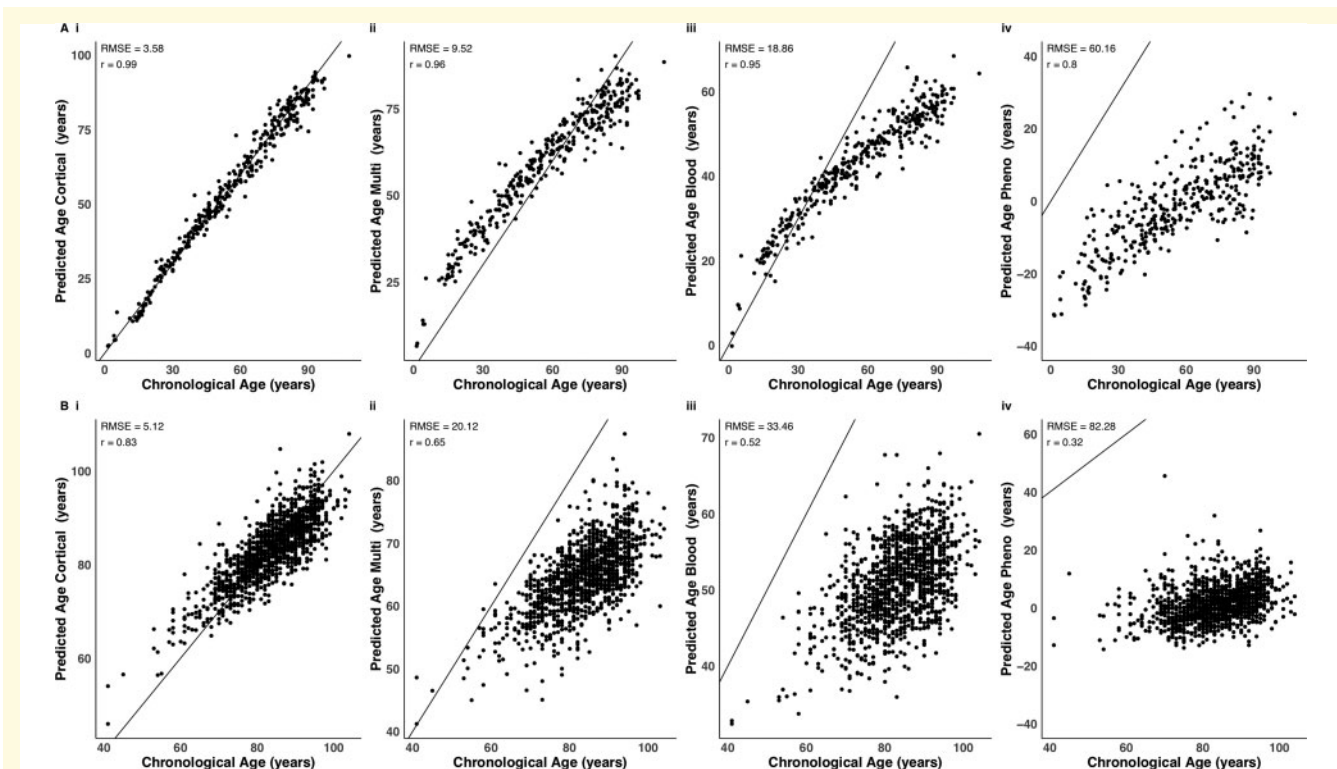 A i
RMSE = 3.58
r = 0.99
100
75
50
25
0
Predicted Age Cortical (years)
0 30 60 90
Chronological Age (years)
ii
RMSE = 9.52
r = 0.96
75
50
25
Predicted Age Multi (years)
0 30 60 90
Chronological Age (years)
iii
RMSE = 18.86
r = 0.95
60
40
20
0
Predicted Age Blood (years)
0 30 60 90
Chronological Age (years)
iv
RMSE = 60.16
r = 0.8
40
20
0
−20
−40
Predicted Age Pheno (years)
0 30 60 90
Chronological Age (years)
B i
RMSE = 5.12
r = 0.83
100
80
60
Predicted Age Cortical (years)
40 60 80 100
Chronological Age (years)
ii
RMSE = 20.12
r = 0.65
80
70
60
50
40
Predicted Age Multi (years)
40 60 80 100
Chronological Age (years)
iii
RMSE = 33.46
r = 0.52
70
60
50
40
Predicted Age Blood (years)
40 60 80 100
Chronological Age (years)
iv
RMSE = 82.28
r = 0.32
60
40
20
0
−20
−40
Predicted Age Pheno (years)
40 60 80 100
Chronological Age (years)